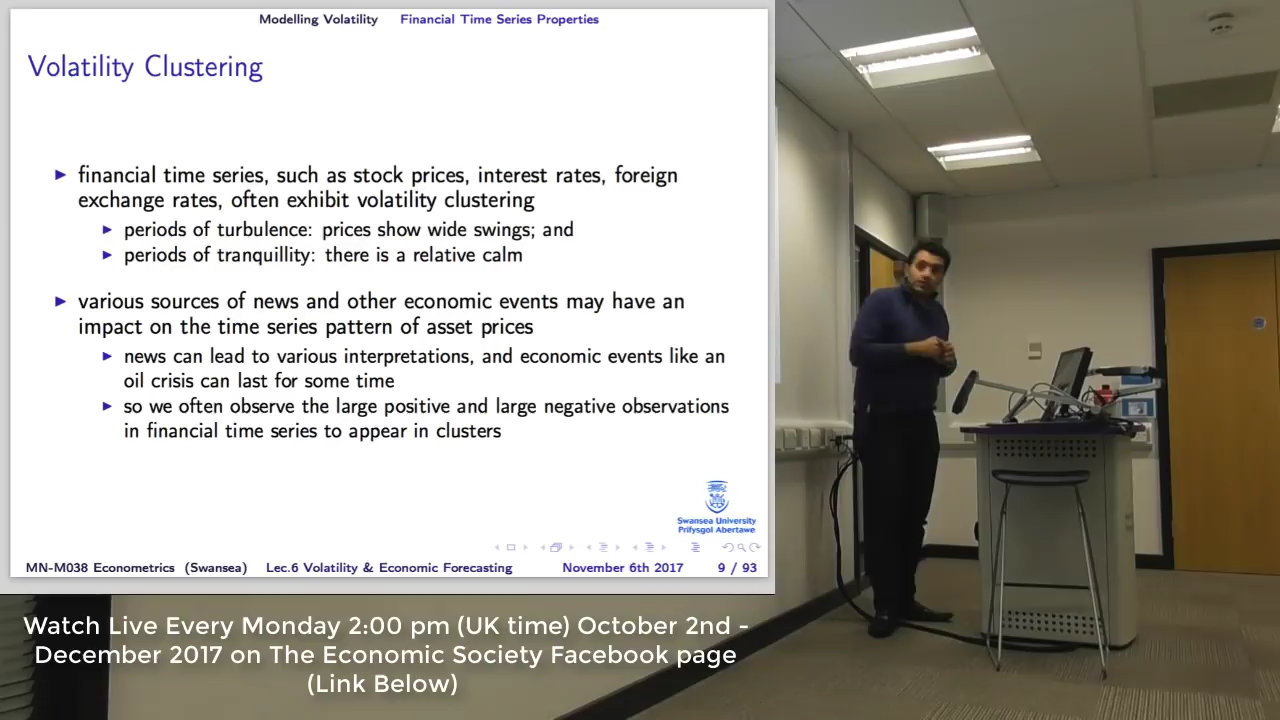 Modelling Volatility Financial Time Series Properties
Volatility Clustering
financial time series, such as stock prices, interest rates, foreign
exchange rates, often exhibit volatility clustering
periods of turbulence: prices show wide swings; and
periods of tranquillity: there is a relative calm
various sources of news and other economic events may have an
impact on the time series pattern of asset prices
news can lead to various interpretations, and economic events like an
oil crisis can last for some time
so we often observe the large positive and large negative observations
in financial time series to appear in clusters
Swansea University
Prifysgol Abertawe
MN-M038 Econometrics (Swansea) Lec.6 Volatility & Economic Forecasting November 6th 2017 9 / 93
Watch Live Every Monday 2:00 pm (UK time) October 2nd -
December 2017 on The Economic Society Facebook page
(Link Below)